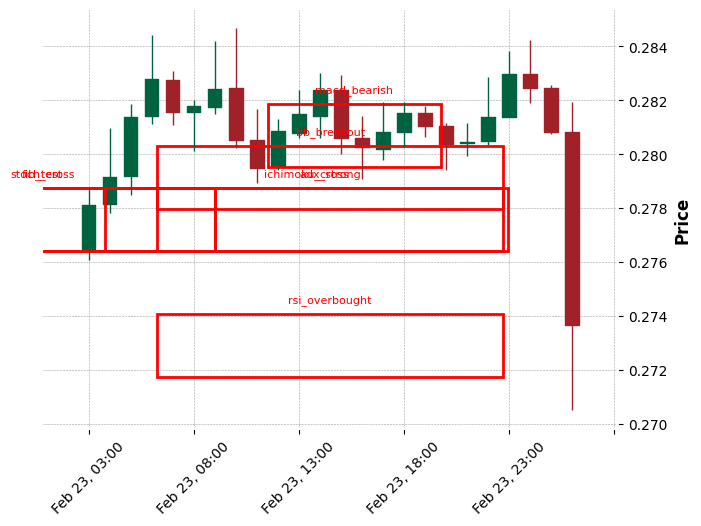 macd_bearish
bb_breakout
0.284
0.282
0.280
0.278
0.276
0.274
0.272
0.270
Price
rsi_overbought
Feb 23, 03:00
Feb 23, 08:00
Feb 23, 13:00
Feb 23, 18:00
Feb 23, 23:00